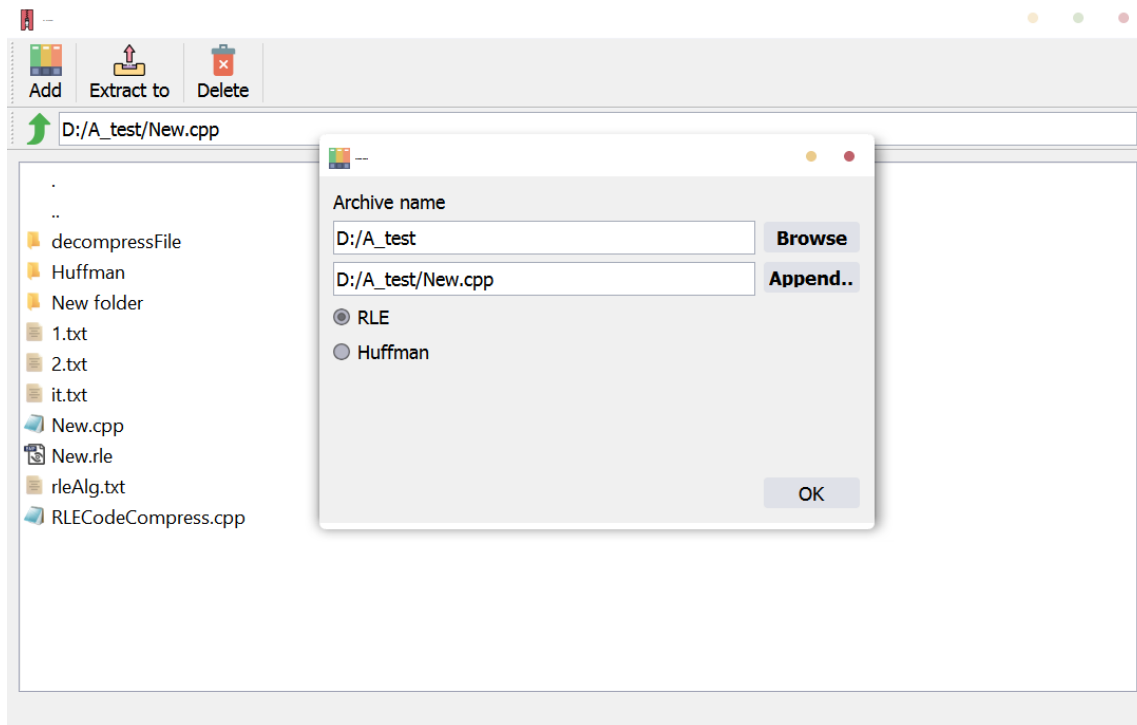 Add Extract to Delete
D:/A_test/New.cpp
.
..
decompressFile
Huffman
New folder
1.txt
2.txt
it.txt
New.cpp
New.rle
rleAlg.txt
RLECodeCompress.cpp
Archive name
D:/A_test Browse
D:/A_test/New.cpp Append..
RLE
Huffman
OK